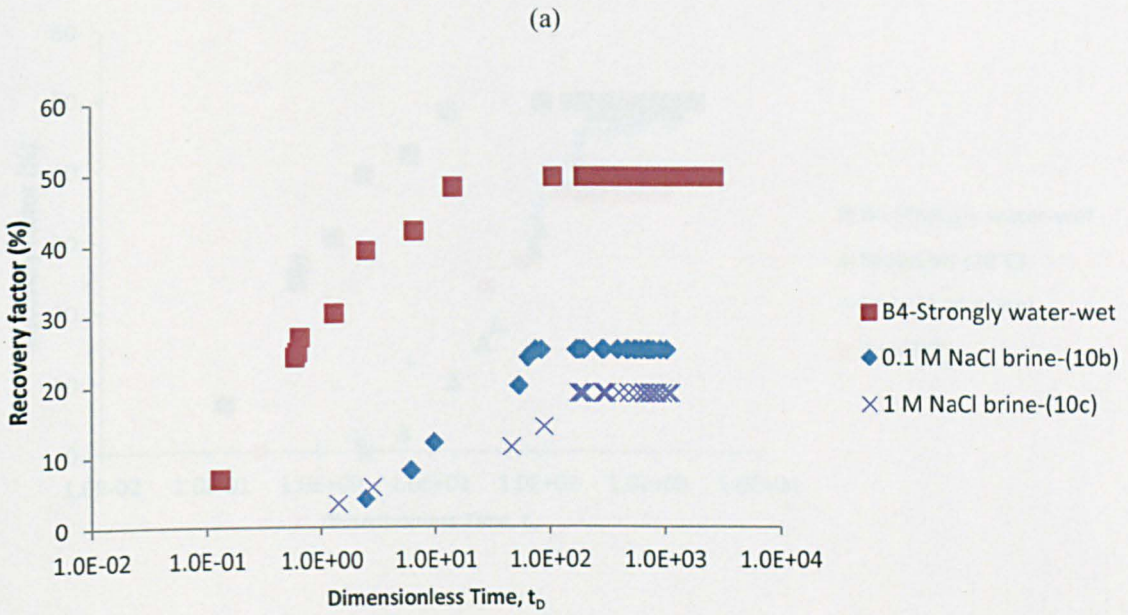 (a)
60
50
40
30
20
10
0
Recovery factor (%)
1.0E-02 1.0E-01 1.0E+00 1.0E+01 1.0E+02 1.0E+03 1.0E+04
Dimensionless Time, tD
B4-Strongly water-wet
0.1 M NaCl brine-(10b)
1 M NaCl brine-(10c)